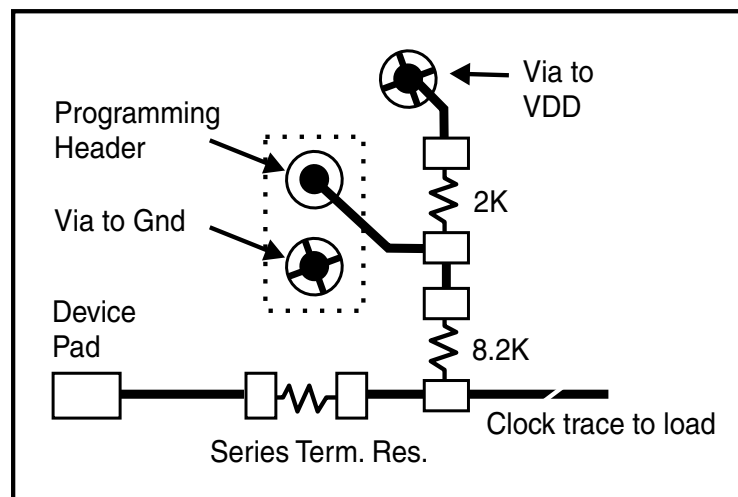 Via to
VDD
Programming
Header
2K
Via to Gnd
Device
Pad
8.2K
Clock trace to load
Series Term. Res.